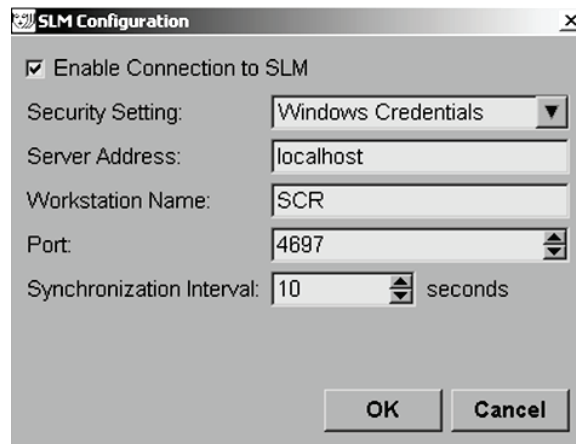 SLM Configuration
Enable Connection to SLM
Security Setting: Windows Credentials
Server Address: localhost
Workstation Name: SCR
Port: 4697
Synchronization Interval: 10 seconds
OK Cancel